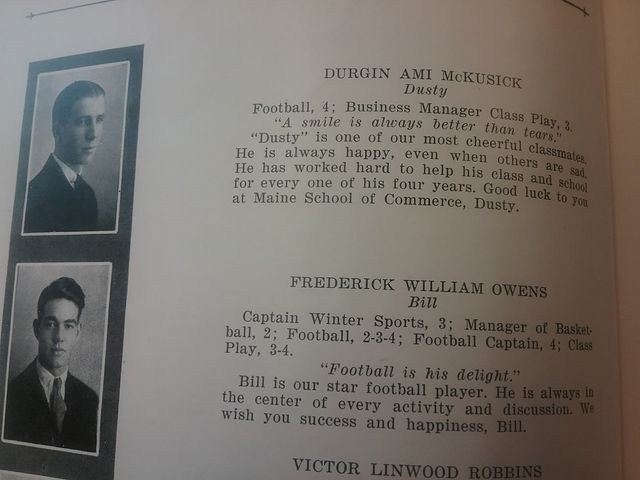 DURGIN AMI McKUSICK
Dusty
Football, 4; Business Manager Class Play, 3.
"A smile is always better than tears."
"Dusty" is one of our most cheerful classmates.
He is always happy, even when others are sad.
He has worked hard to help his class and school
for every one of his four years. Good luck to you
at Maine School of Commerce, Dusty.
FREDERICK WILLIAM OWENS
Bill
Captain Winter Sports, 3; Manager of Basket-
ball, 2; Football, 2-3-4; Football Captain, 4; Class
Play, 3-4.
"Football is his delight."
Bill is our star football player. He is always in
the center of every activity and discussion. We
wish you success and happiness, Bill.
VICTOR LINWOOD ROBBINS